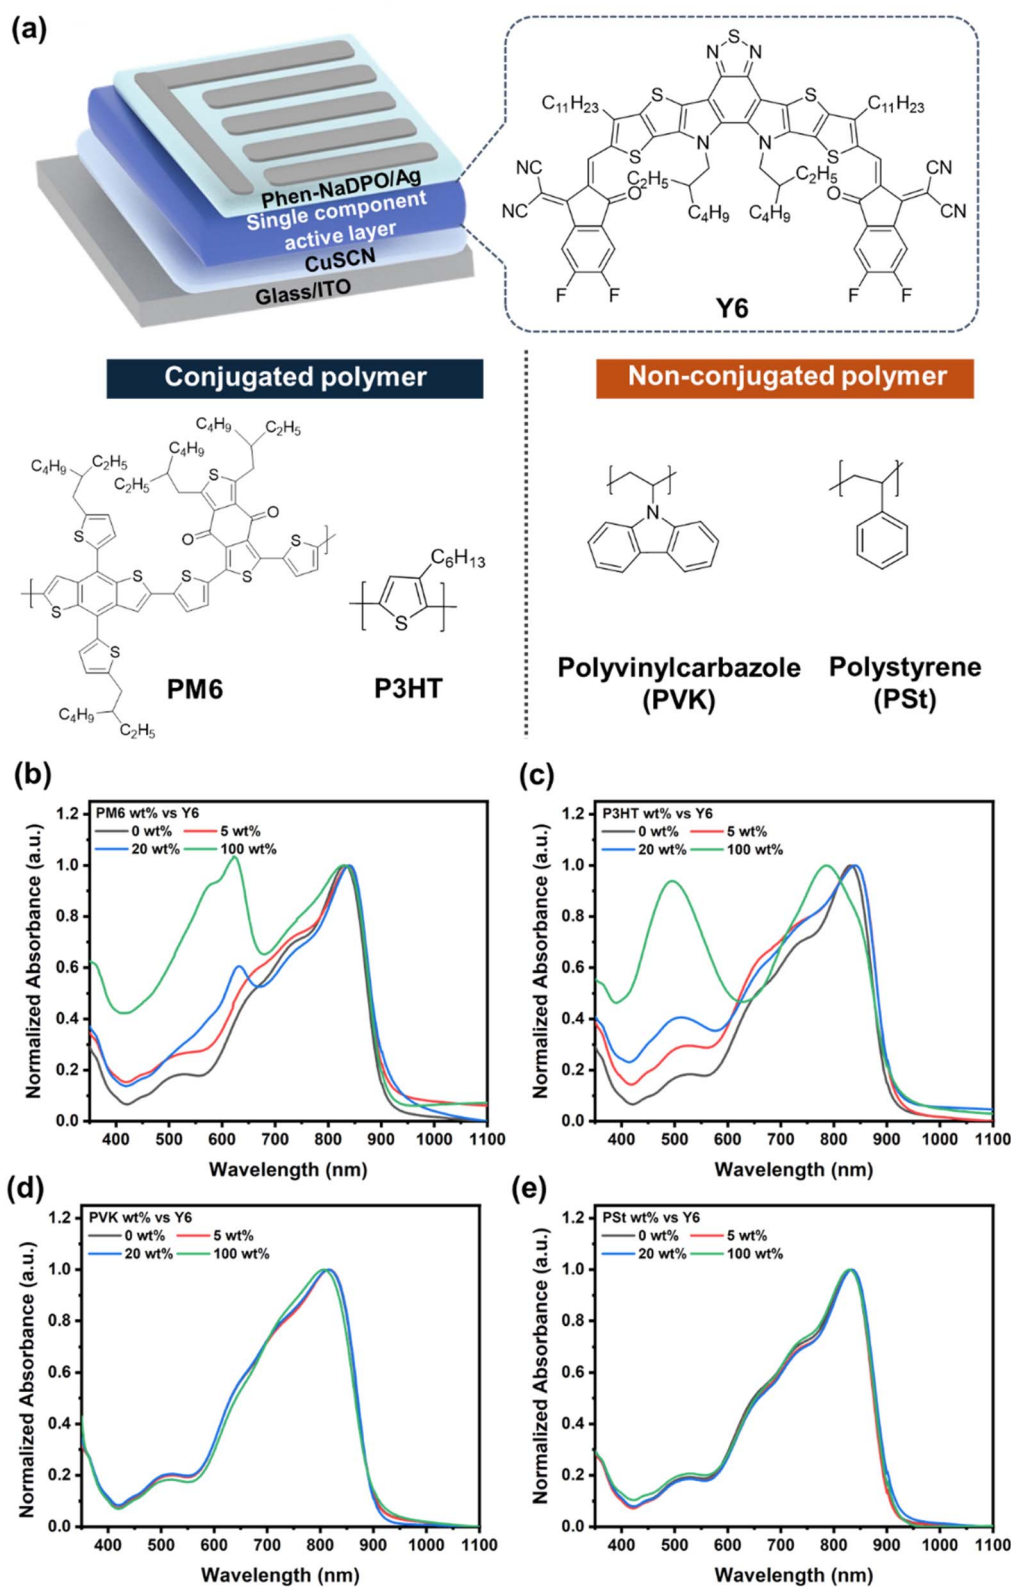 (a)
Phen-NaDPO/Ag
Single component
active layer
CuSCN
Glass/ITO
N S N
C11H23 S S C11H23
S N N S
NC C2H5 C2H5 CN
NC O C4H9 C4H9 O CN
F F F F
Y6
Conjugated polymer
Non-conjugated polymer
C4H9 C2H5
C4H9 C2H5
C4H9 C2H5
S
S O O
S S S S S
S
C4H9 C2H5
PM6
C6H13
S
P3HT
N
Polyvinylcarbazole
(PVK)
Polystyrene
(PSt)
(b)
PM6 wt% vs Y6
0 wt% 5 wt%
20 wt% 100 wt%
Normalized Absorbance (a.u.)
1.2
1.0
0.8
0.6
0.4
0.2
0.0
400 500 600 700 800 900 1000 1100
Wavelength (nm)
(c)
P3HT wt% vs Y6
0 wt% 5 wt%
20 wt% 100 wt%
Normalized Absorbance (a.u.)
1.2
1.0
0.8
0.6
0.4
0.2
0.0
400 500 600 700 800 900 1000 1100
Wavelength (nm)
(d)
PVK wt% vs Y6
0 wt% 5 wt%
20 wt% 100 wt%
Normalized Absorbance (a.u.)
1.2
1.0
0.8
0.6
0.4
0.2
0.0
400 500 600 700 800 900 1000 1100
Wavelength (nm)
(e)
PSt wt% vs Y6
0 wt% 5 wt%
20 wt% 100 wt%
Normalized Absorbance (a.u.)
1.2
1.0
0.8
0.6
0.4
0.2
0.0
400 500 600 700 800 900 1000 1100
Wavelength (nm)